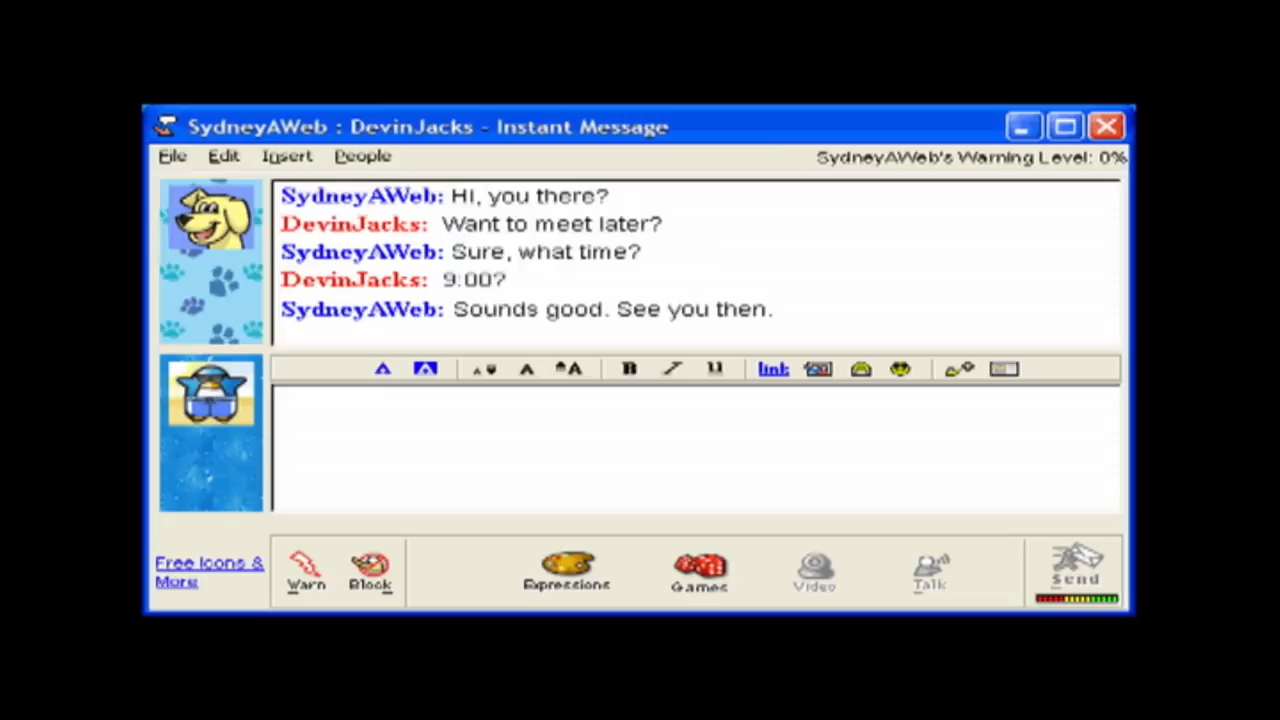 SydneyAWeb : DevinJacks - Instant Message
File Edit Insert People
SydneyAWeb's Warning Level: 0%
SydneyAWeb: Hi, you there?
DevinJacks: Want to meet later?
SydneyAWeb: Sure, what time?
DevinJacks: 9:00?
SydneyAWeb: Sounds good. See you then.
A A A A A B I U link
Free Icons &
More
Warn Block Expressions Games Video Talk Send